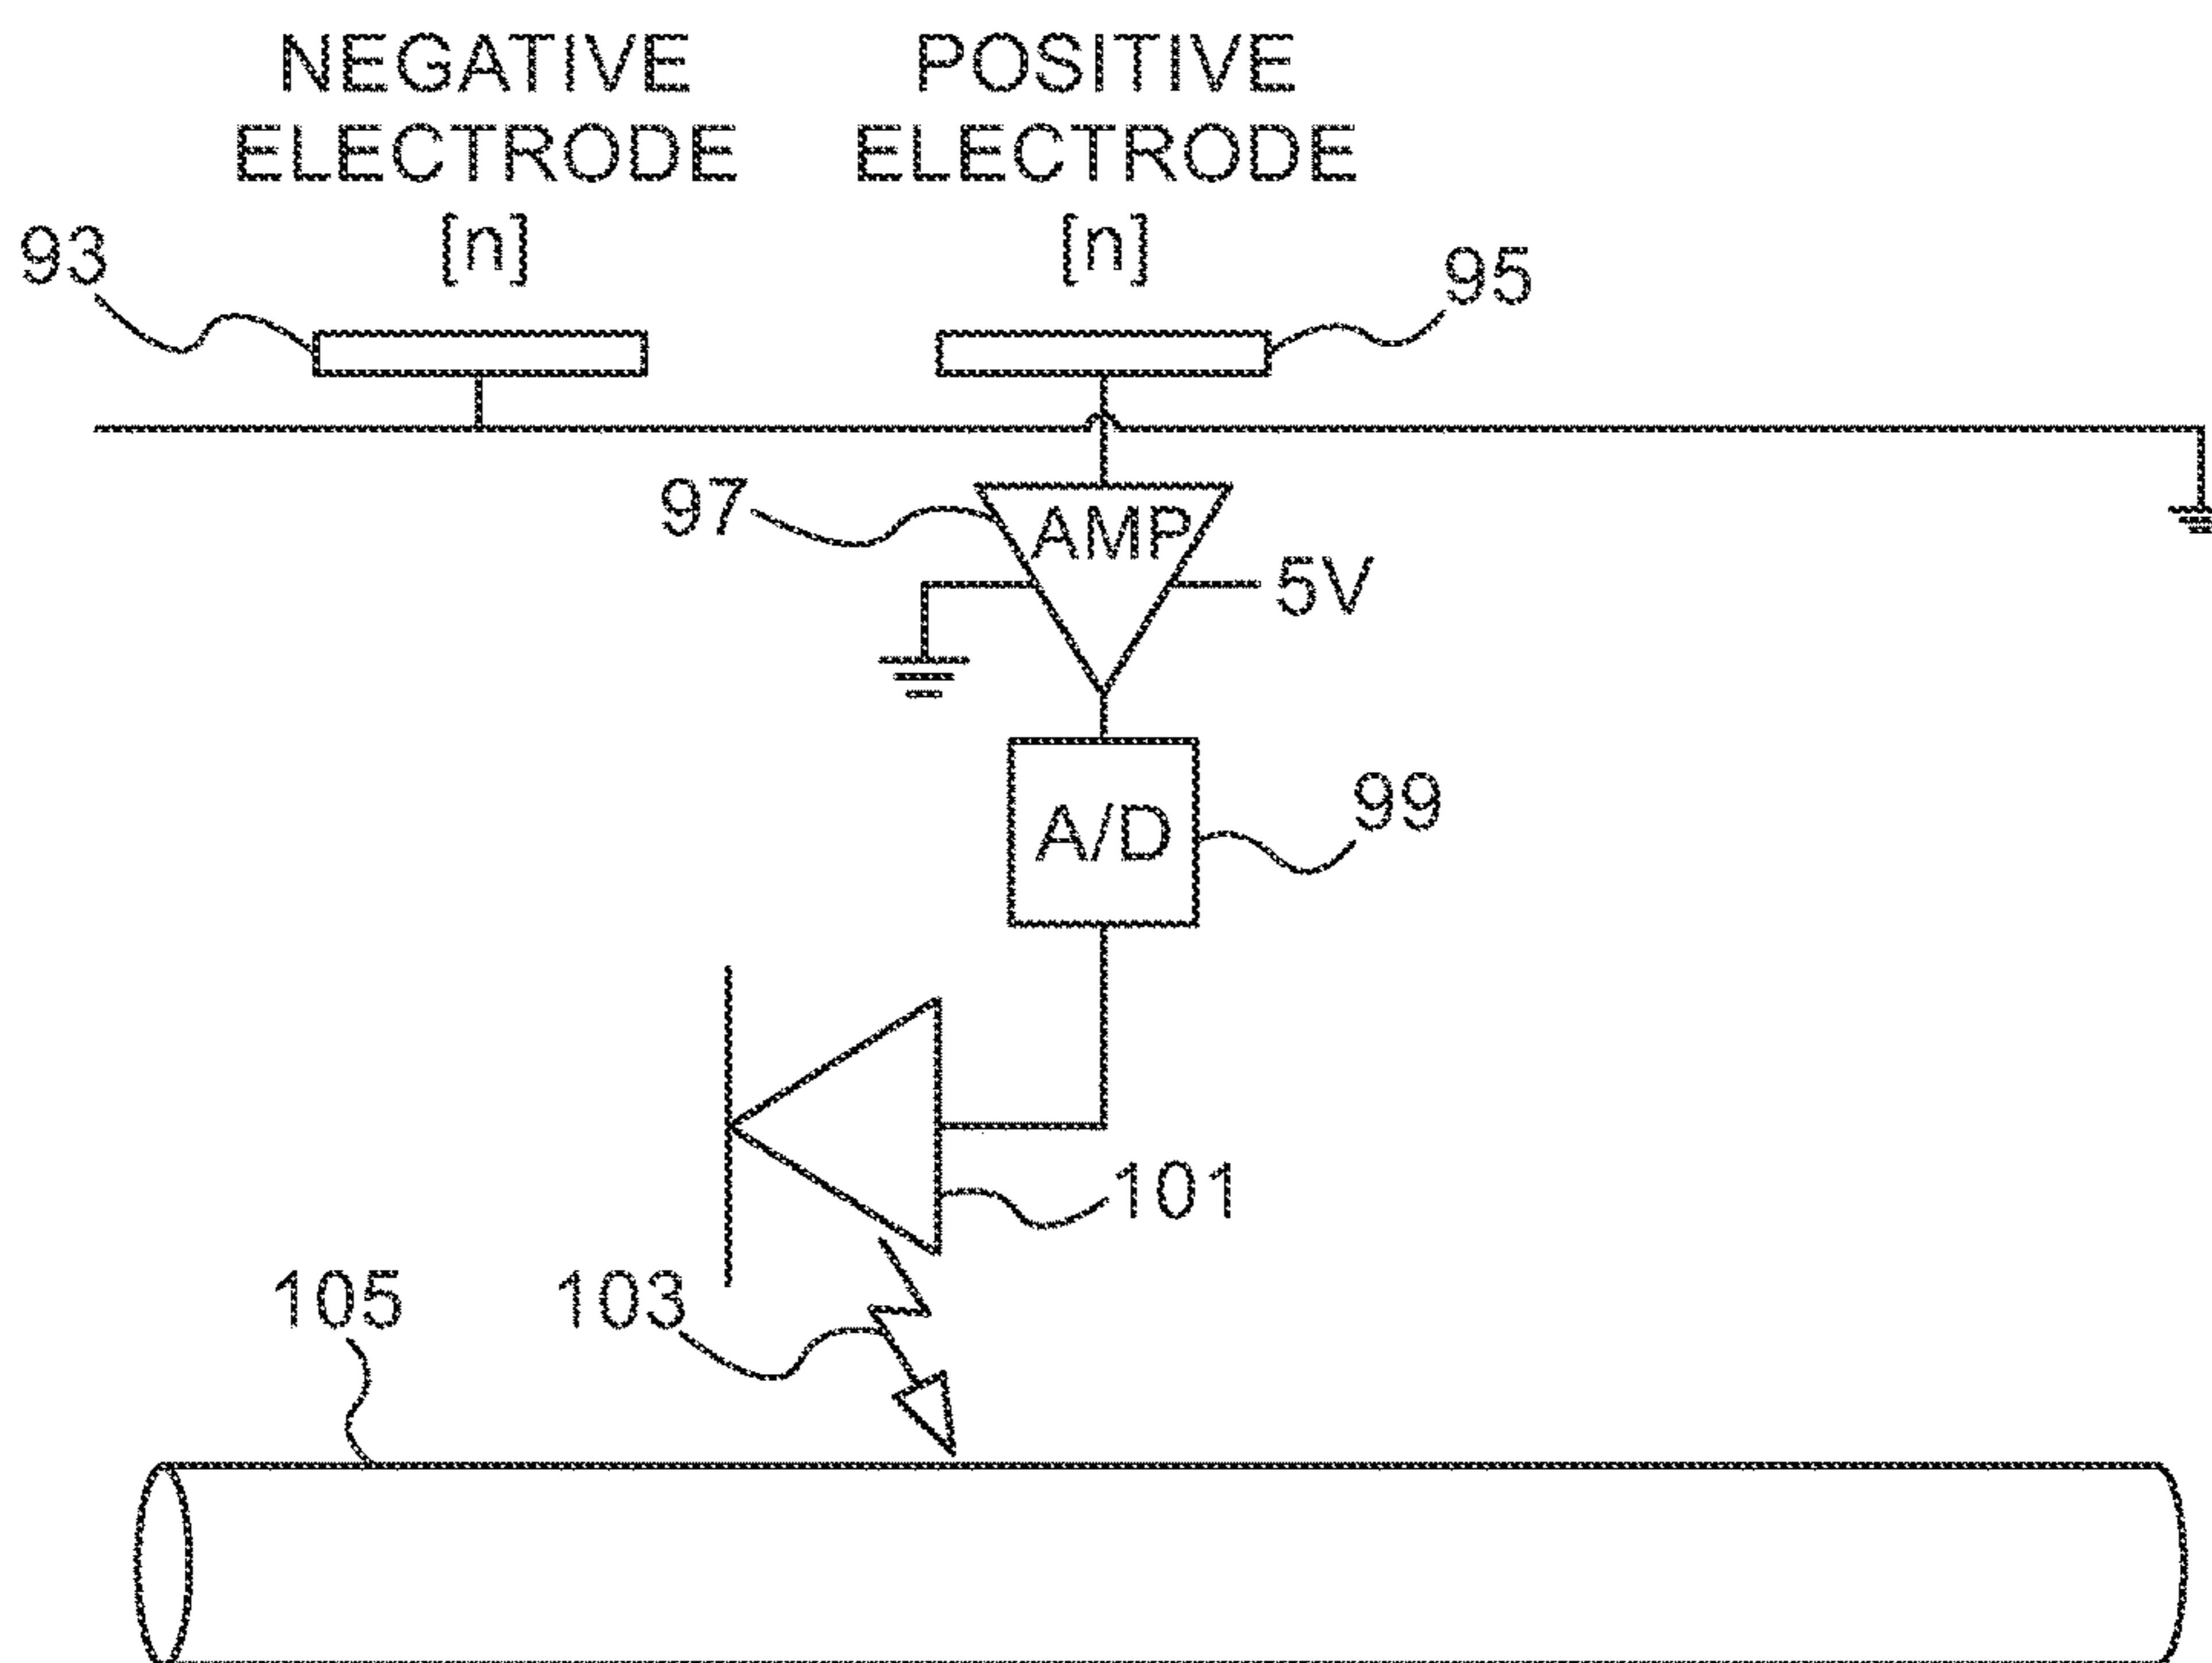 NEGATIVE
ELECTRODE
[n]
POSITIVE
ELECTRODE
[n]
93
95
97
AMP
5V
A/D
99
101
105
103